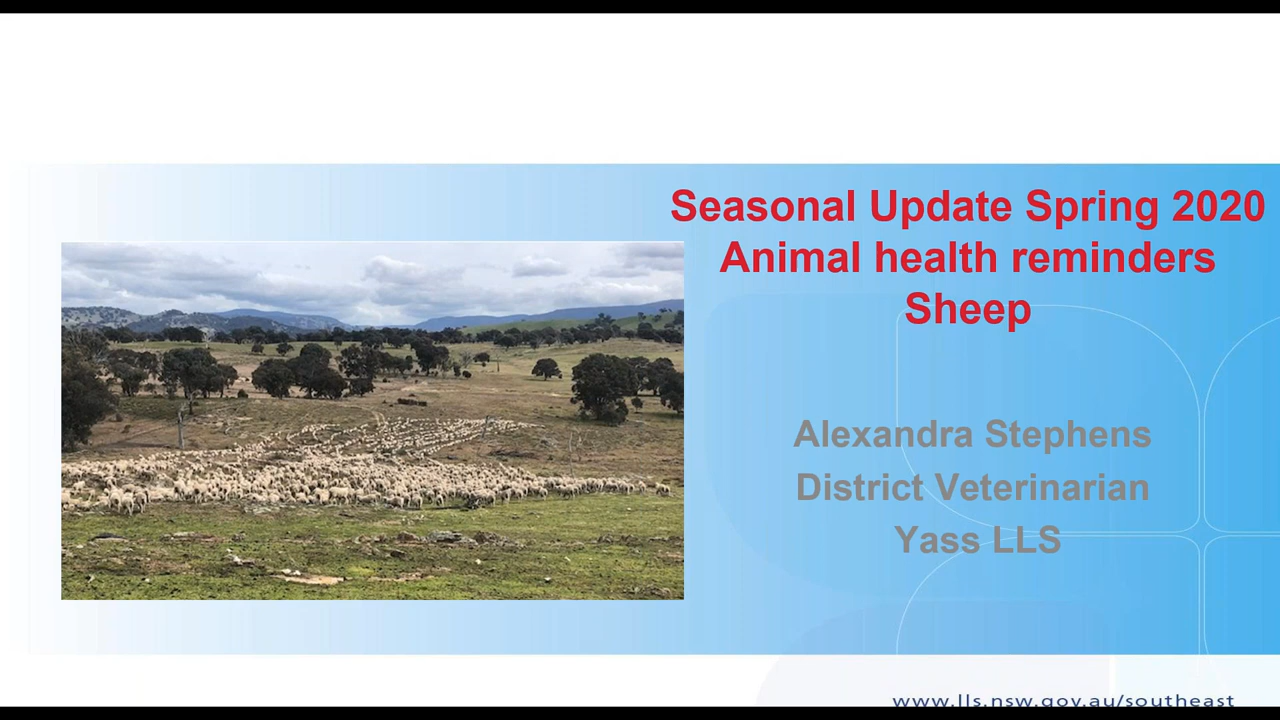 Seasonal Update Spring 2020
Animal health reminders
Sheep
Alexandra Stephens
District Veterinarian
Yass LLS
www.lls.nsw.gov.au/southeast